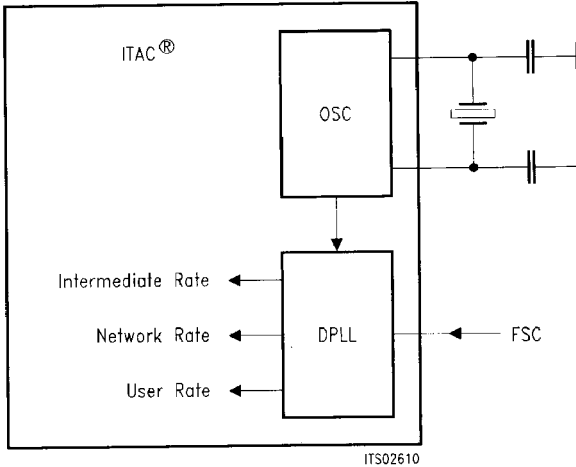 ITAC®
OSC
Intermediate Rate
Network Rate
DPLL
FSC
User Rate
ITS02610